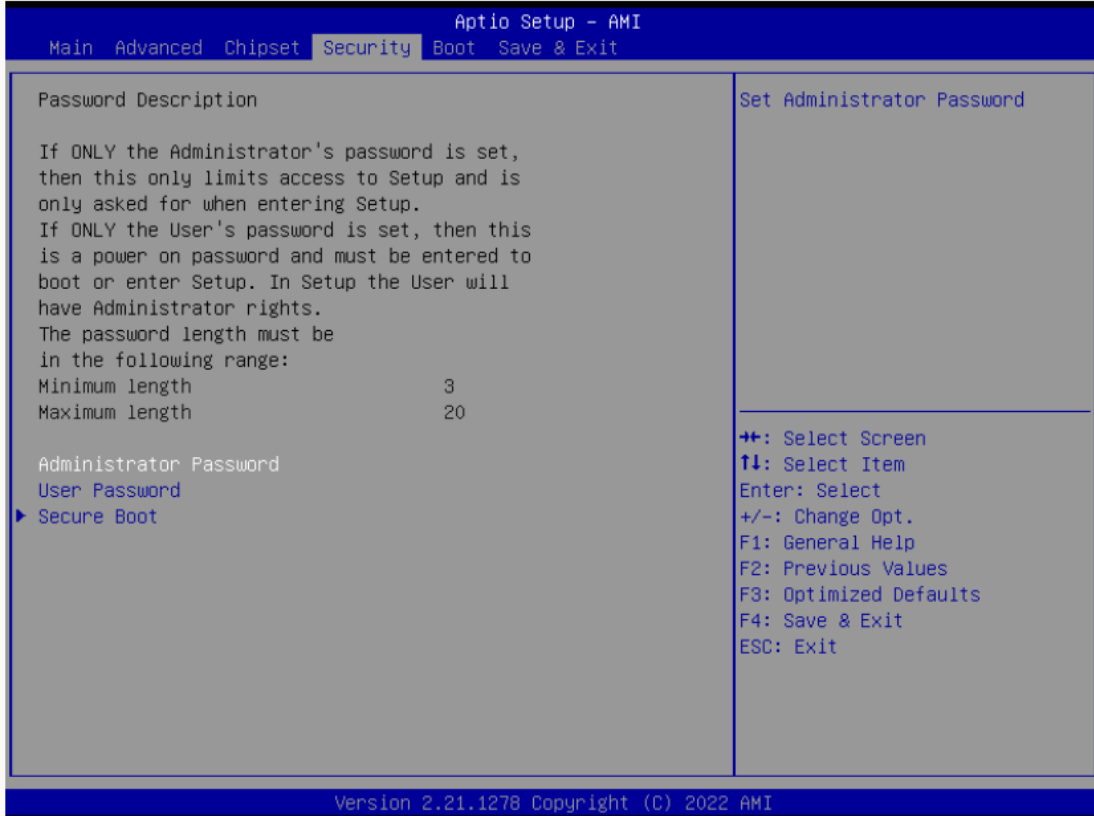 Aptio Setup – AMI
Main Advanced Chipset Security Boot Save & Exit
Password Description
If ONLY the Administrator's password is set,
then this only limits access to Setup and is
only asked for when entering Setup.
If ONLY the User's password is set, then this
is a power on password and must be entered to
boot or enter Setup. In Setup the User will
have Administrator rights.
The password length must be
in the following range:
Minimum length 3
Maximum length 20
Administrator Password
User Password
Secure Boot
Set Administrator Password
→←: Select Screen
↑↓: Select Item
Enter: Select
+/-: Change Opt.
F1: General Help
F2: Previous Values
F3: Optimized Defaults
F4: Save & Exit
ESC: Exit
Version 2.21.1278 Copyright (C) 2022 AMI